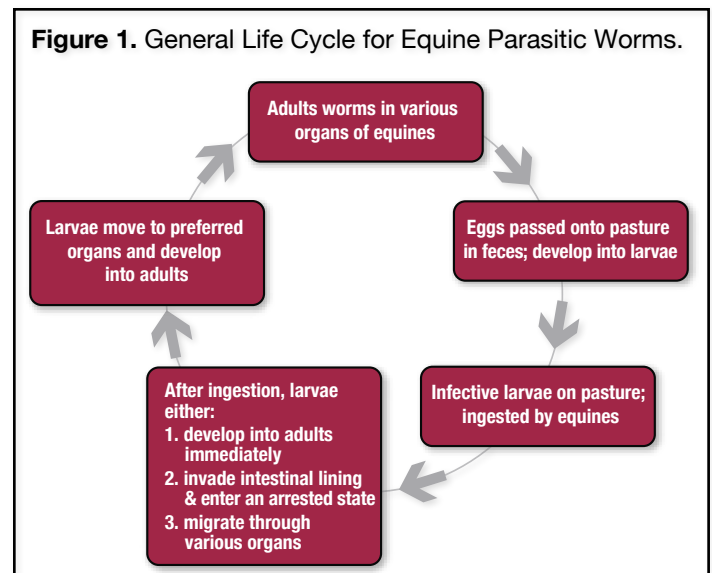 Figure 1. General Life Cycle for Equine Parasitic Worms.
Adults worms in various
organs of equines
Eggs passed onto pasture
in feces; develop into larvae
Infective larvae on pasture;
ingested by equines
After ingestion, larvae
either:
1. develop into adults
immediately
2. invade intestinal lining
& enter an arrested state
3. migrate through
various organs
Larvae move to preferred
organs and develop
into adults